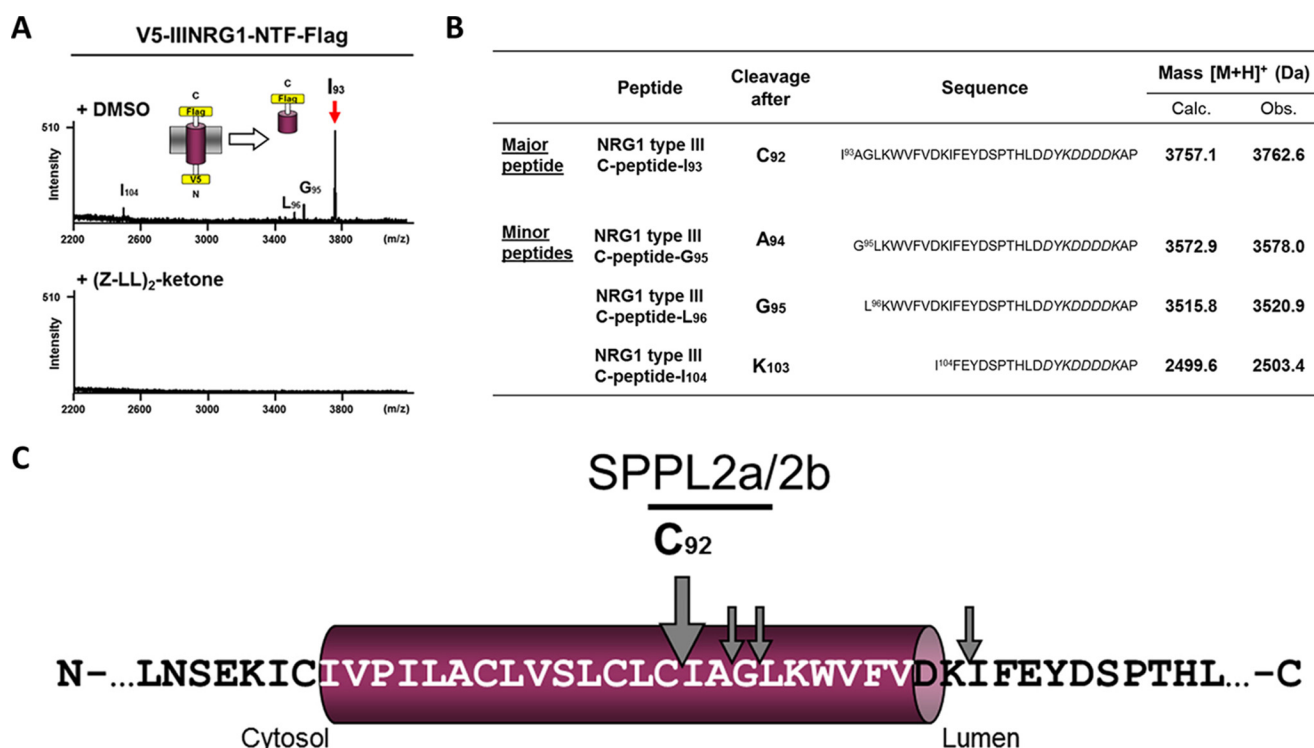 A
V5-IIINRG1-NTF-Flag
+ DMSO
510
Intensity
C
Flag
V5
N
C
Flag
I93
I104
L96
G95
2200 2600 3000 3400 3800 (m/z)
+ (Z-LL)2-ketone
510
Intensity
2200 2600 3000 3400 3800 (m/z)
B
Peptide Cleavage after Sequence Mass [M+H]+ (Da)
Calc. Obs.
Major peptide NRG1 type III C-peptide-I93 C92 I93AGLKWVFVDKIFEYDSPTHLDDYKDDDDKAP 3757.1 3762.6
Minor peptides NRG1 type III C-peptide-G95 A94 G95LKWVFVDKIFEYDSPTHLDDYKDDDDKAP 3572.9 3578.0
NRG1 type III C-peptide-L96 G95 L96KWVFVDKIFEYDSPTHLDDYKDDDDKAP 3515.8 3520.9
NRG1 type III C-peptide-I104 K103 I104FEYDSPTHLDDYKDDDDKAP 2499.6 2503.4
C
SPPL2a/2b
C92
N-...LNSEKICIVPILACLVSLCLCIAGLKWVFVDKIFEYDSPTHL...-C
Cytosol Lumen